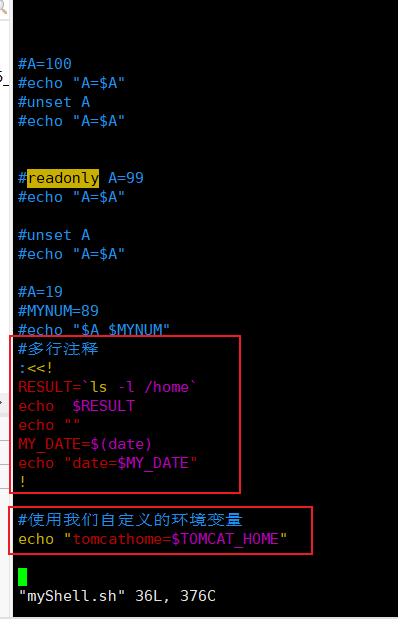 #A=100
#echo "A=$A"
#unset A
#echo "A=$A"
#readonly A=99
#echo "A=$A"
#unset A
#echo "A=$A"
#A=19
#MYNUM=89
#echo "$A $MYNUM"
#多行注释
:<<!
RESULT=`ls -l /home`
echo  $RESULT
echo ""
MY_DATE=$(date)
echo "date=$MY_DATE"
!
#使用我们自定义的环境变量
echo "tomcathome=$TOMCAT_HOME"
"myShell.sh" 36L, 376C